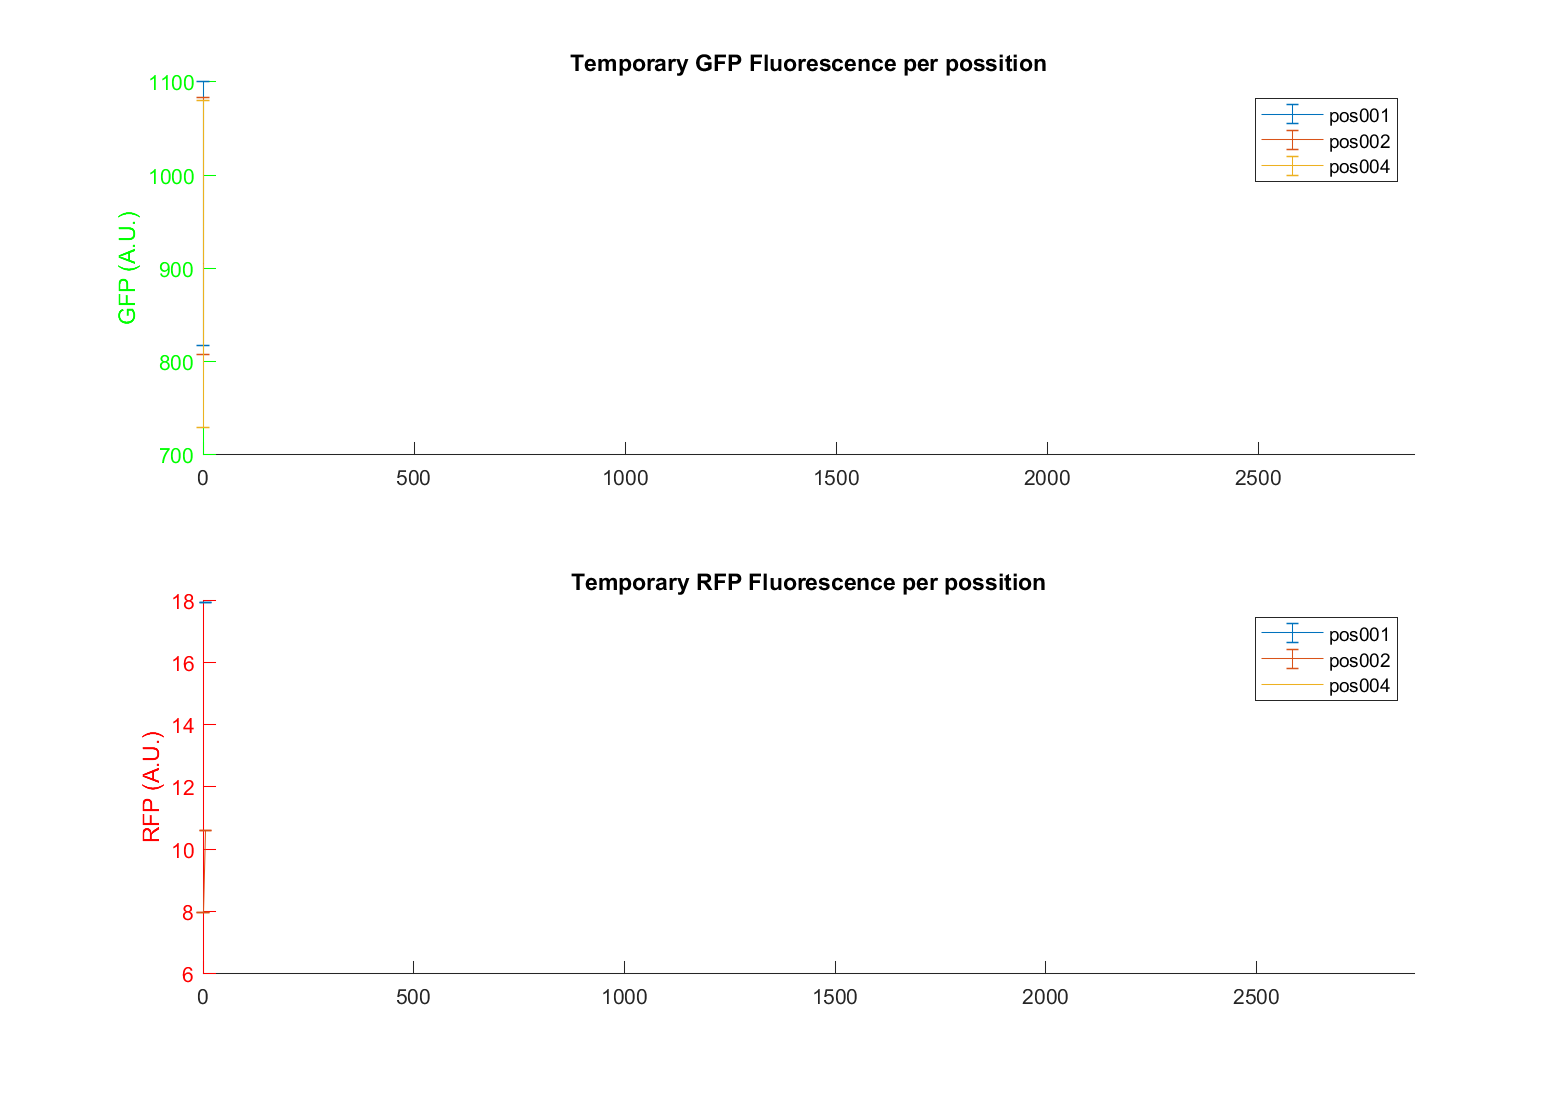 Temporary GFP Fluorescence per possition
1100
1000
900
800
700
GFP (A.U.)
0 500 1000 1500 2000 2500
pos001
pos002
pos004
Temporary RFP Fluorescence per possition
18
16
14
12
10
8
6
RFP (A.U.)
0 500 1000 1500 2000 2500
pos001
pos002
pos004